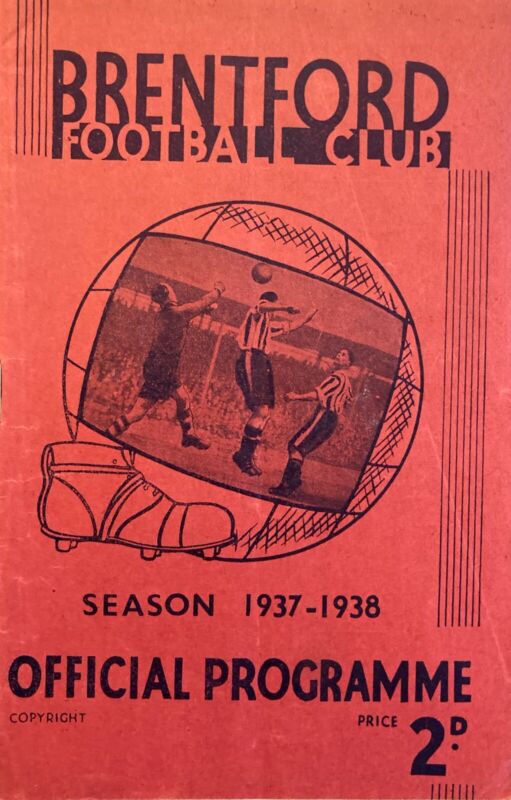 BRENTFORD
FOOTBALL CLUB
SEASON 1937-1938
OFFICIAL PROGRAMME
COPYRIGHT
PRICE 2D.